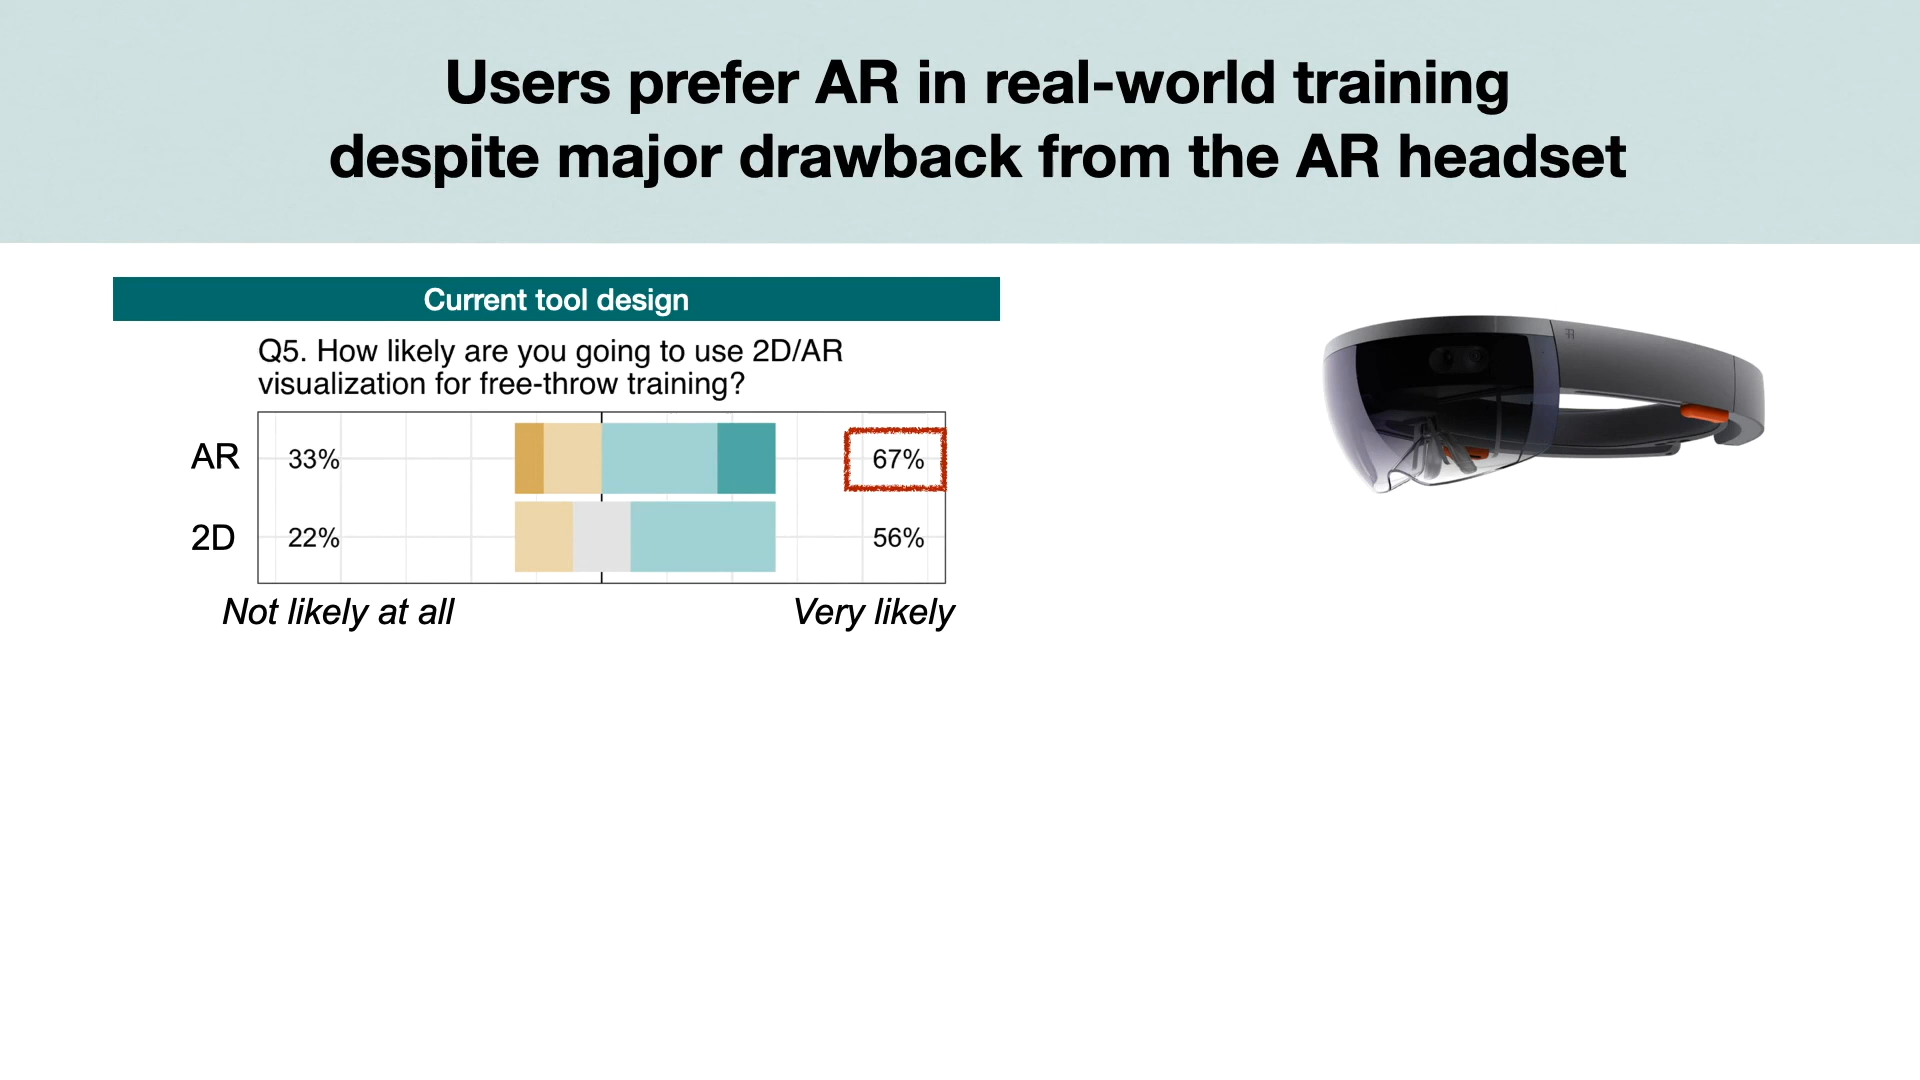 Users prefer AR in real-world training
despite major drawback from the AR headset
Current tool design
Q5. How likely are you going to use 2D/AR
visualization for free-throw training?
AR 33% 67%
2D 22% 56%
Not likely at all Very likely